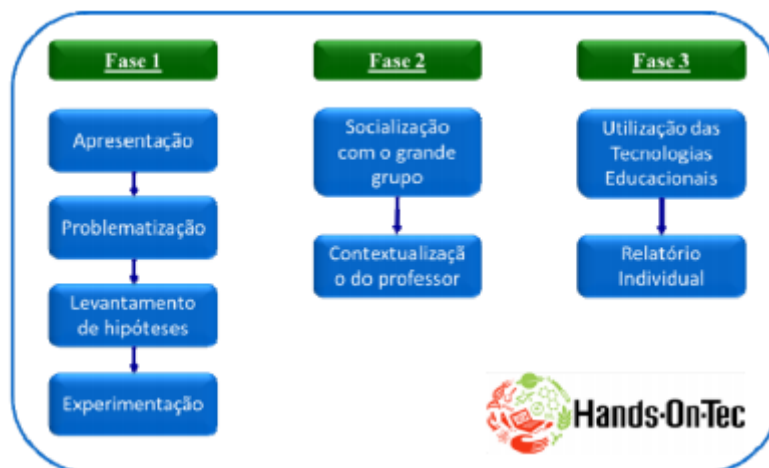 Fase 1
Apresentação
Problematização
Levantamento
de hipóteses
Experimentação
Fase 2
Socialização
com o grande
grupo
Contextualizaçã
o do professor
Fase 3
Utilização das
Tecnologias
Educacionais
Relatório
Individual
Hands-On-Tec